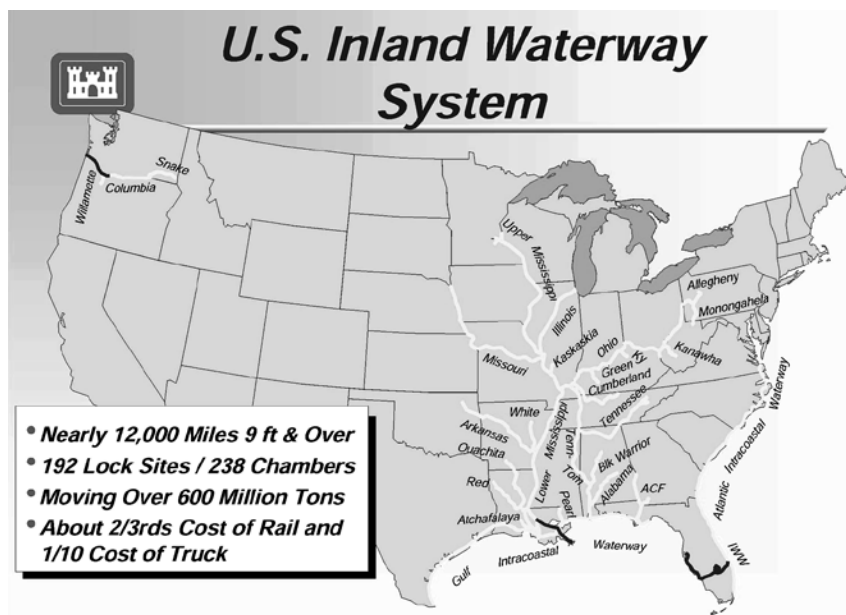 U.S. Inland Waterway
System
Snake
Willamette
Columbia
Upper
Mississippi
Illinois
Allegheny
Monongahela
Missouri
Kaskaskia
Ohio
Ky
Green
Kanawha
Cumberland
White
Mississippi
Tennessee
Arkansas
Ouachita
Tenn-
Tom
Blk Warrior
Alabama
ACF
Red
Lower
Pearl
Atchafalaya
Gulf
Intracoastal
Waterway
Atlantic
Intracoastal
Waterway
IWW
• Nearly 12,000 Miles 9 ft & Over
• 192 Lock Sites / 238 Chambers
• Moving Over 600 Million Tons
• About 2/3rds Cost of Rail and
1/10 Cost of Truck